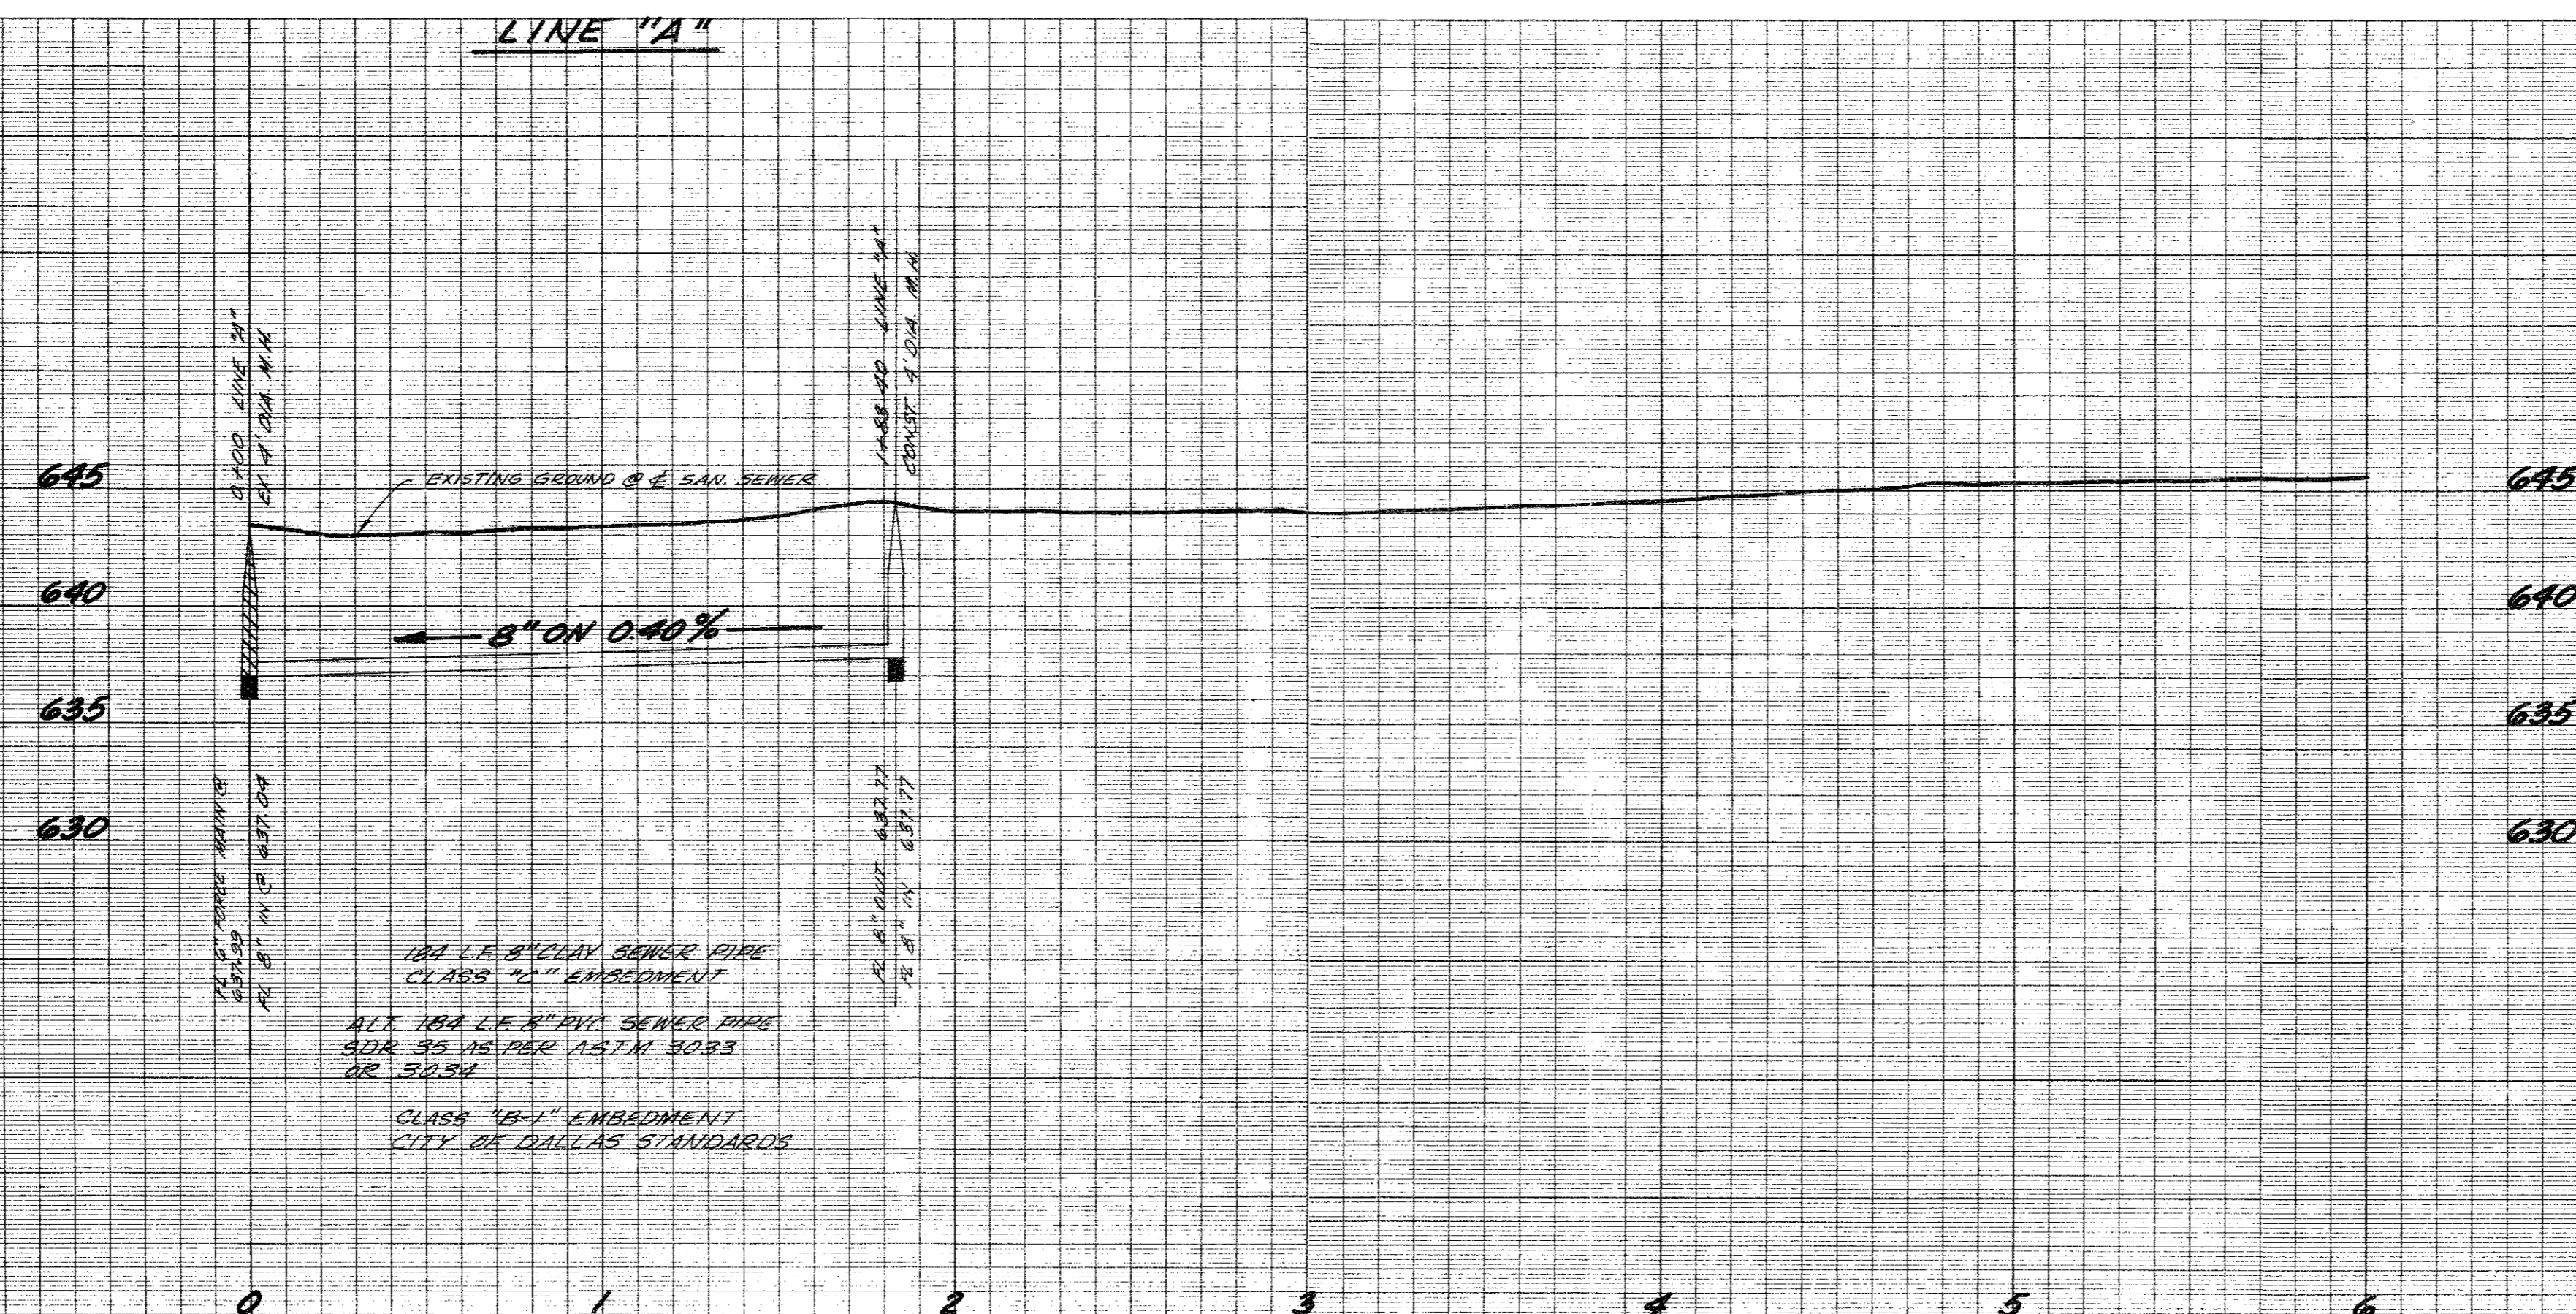 LINE "A"
0+00 LINE "A"
EX 4' DIA. M.H.
1+83.40 LINE "A"
CONST. 4' DIA. M.H.
645
EXISTING GROUND @ ℄ SAN. SEWER
645
640
640
8" ON 0.40%
635
635
630
630
FL 6" FORCE MAIN @
637.99
FL 8" IN @ 637.04
FL 8" OUT 637.77
FL 8" IN 637.77
184 L.F. 8" CLAY SEWER PIPE
CLASS "C" EMBEDMENT
ALT. 184 L.F. 8" PVC SEWER PIPE
SDR 35 AS PER ASTM 3033
OR 3034
CLASS "B-1" EMBEDMENT
CITY OF DALLAS STANDARDS
0 1 2 3 4 5 6